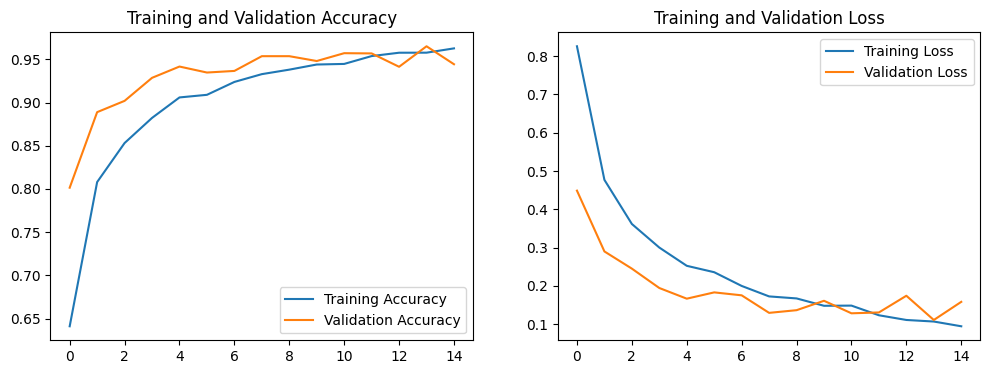 Training and Validation Accuracy
0.95
0.90
0.85
0.80
0.75
0.70
0.65
0 2 4 6 8 10 12 14
Training Accuracy
Validation Accuracy
Training and Validation Loss
0.8
0.7
0.6
0.5
0.4
0.3
0.2
0.1
0 2 4 6 8 10 12 14
Training Loss
Validation Loss